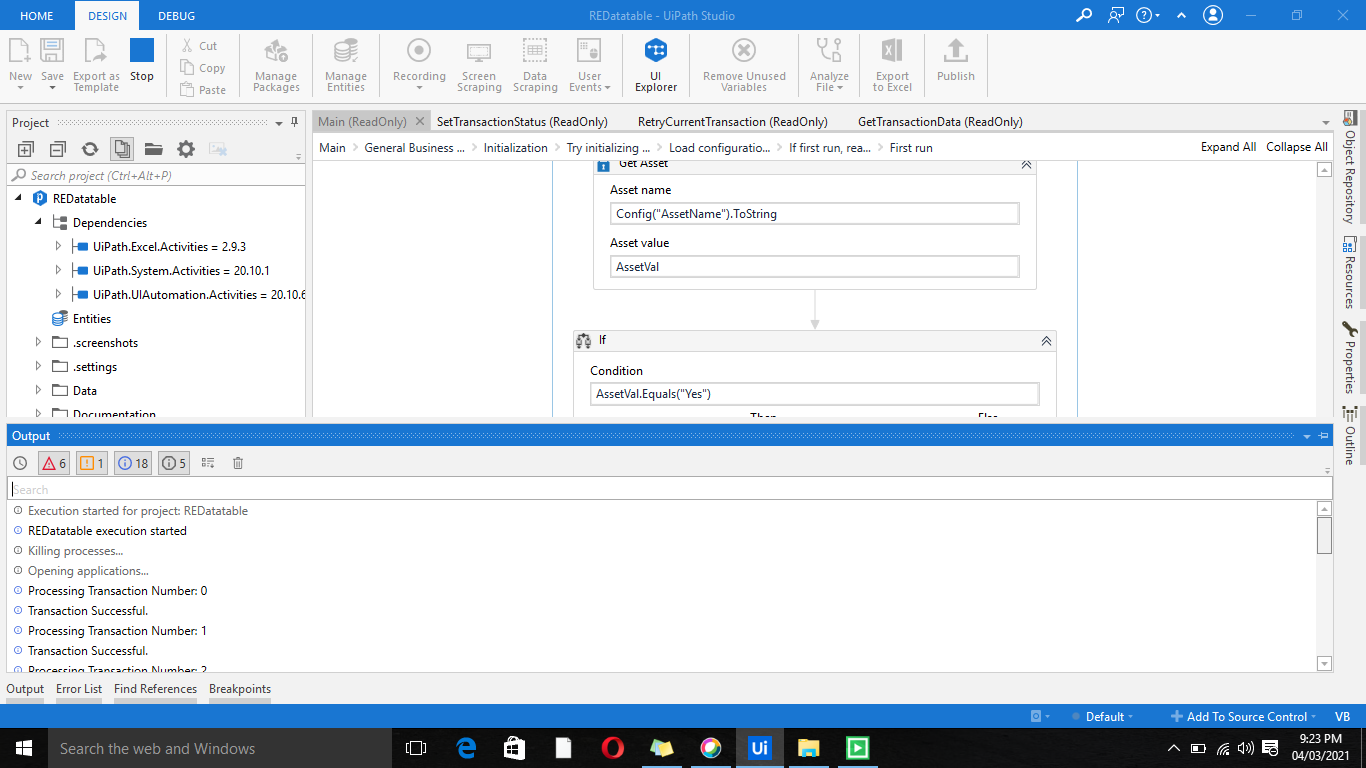 HOME DESIGN DEBUG REDatatable - UiPath Studio
New Save Export as Template Stop
Cut
Copy
Paste
Manage Packages Manage Entities Recording Screen Scraping Data Scraping User Events UI Explorer Remove Unused Variables Analyze File Export to Excel Publish
Project
Search project (Ctrl+Alt+P)
REDatatable
Dependencies
UiPath.Excel.Activities = 2.9.3
UiPath.System.Activities = 20.10.1
UiPath.UIAutomation.Activities = 20.10.6
Entities
.screenshots
.settings
Data
Documentation
Main (ReadOnly) SetTransactionStatus (ReadOnly) RetryCurrentTransaction (ReadOnly) GetTransactionData (ReadOnly)
Main General Business ... Initialization Try initializing ... Load configuratio... If first run, rea... First run Expand All Collapse All
Get Asset
Asset name
Config("AssetName").ToString
Asset value
AssetVal
If
Condition
AssetVal.Equals("Yes")
Then Else
Object Repository
Resources
Properties
Outline
Output
6 1 18 5
Search
Execution started for project: REDatatable
REDatatable execution started
Killing processes...
Opening applications...
Processing Transaction Number: 0
Transaction Successful.
Processing Transaction Number: 1
Transaction Successful.
Processing Transaction Number: 2
Output Error List Find References Breakpoints
Default Add To Source Control VB
Search the web and Windows
Ui
9:23 PM
04/03/2021